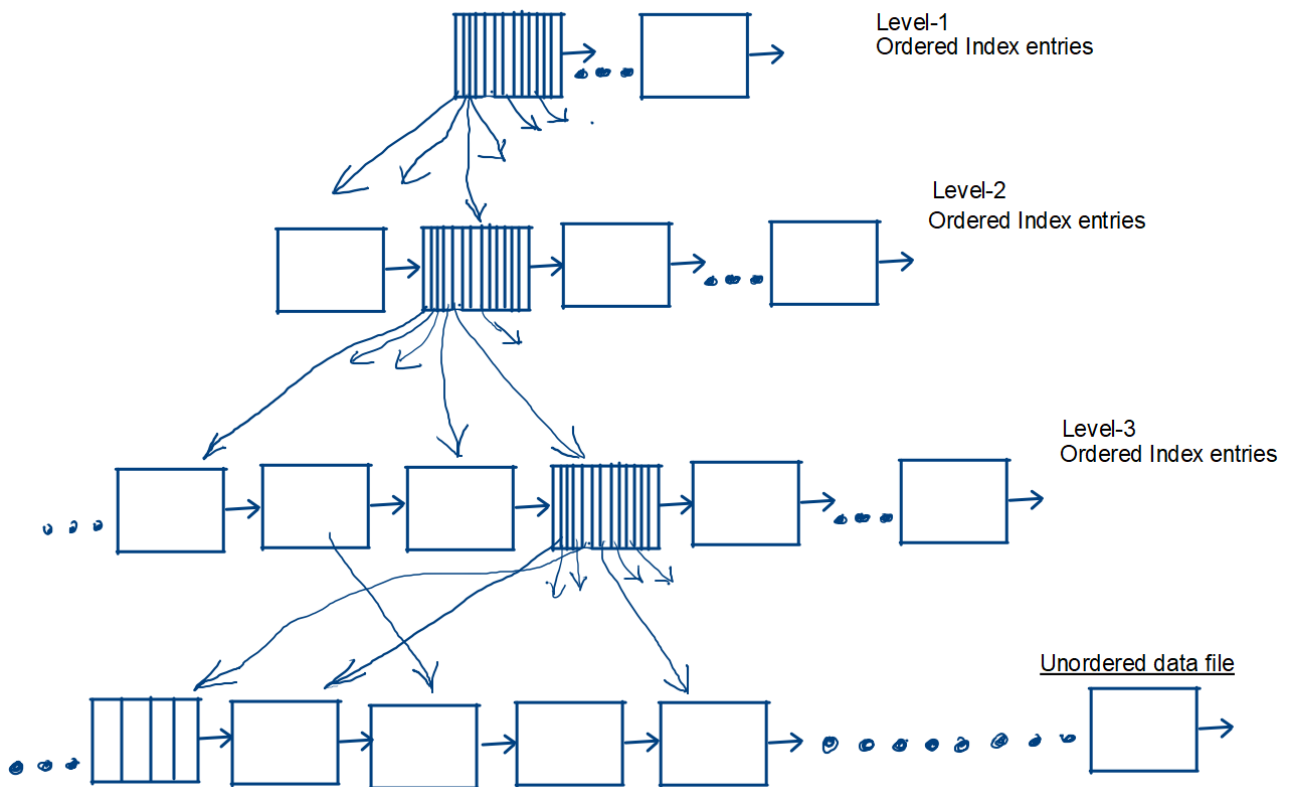 Level-1
Ordered Index entries
Level-2
Ordered Index entries
Level-3
Ordered Index entries
Unordered data file